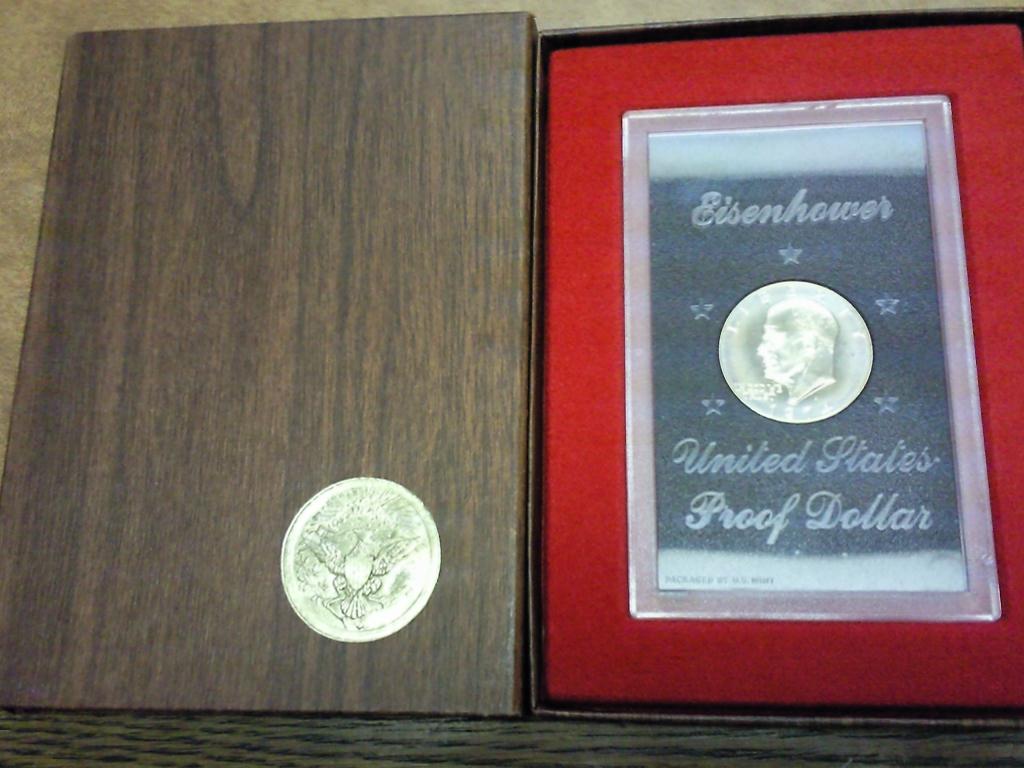 Eisenhower
United States
Proof Dollar
PACKAGED BY U.S. MINT